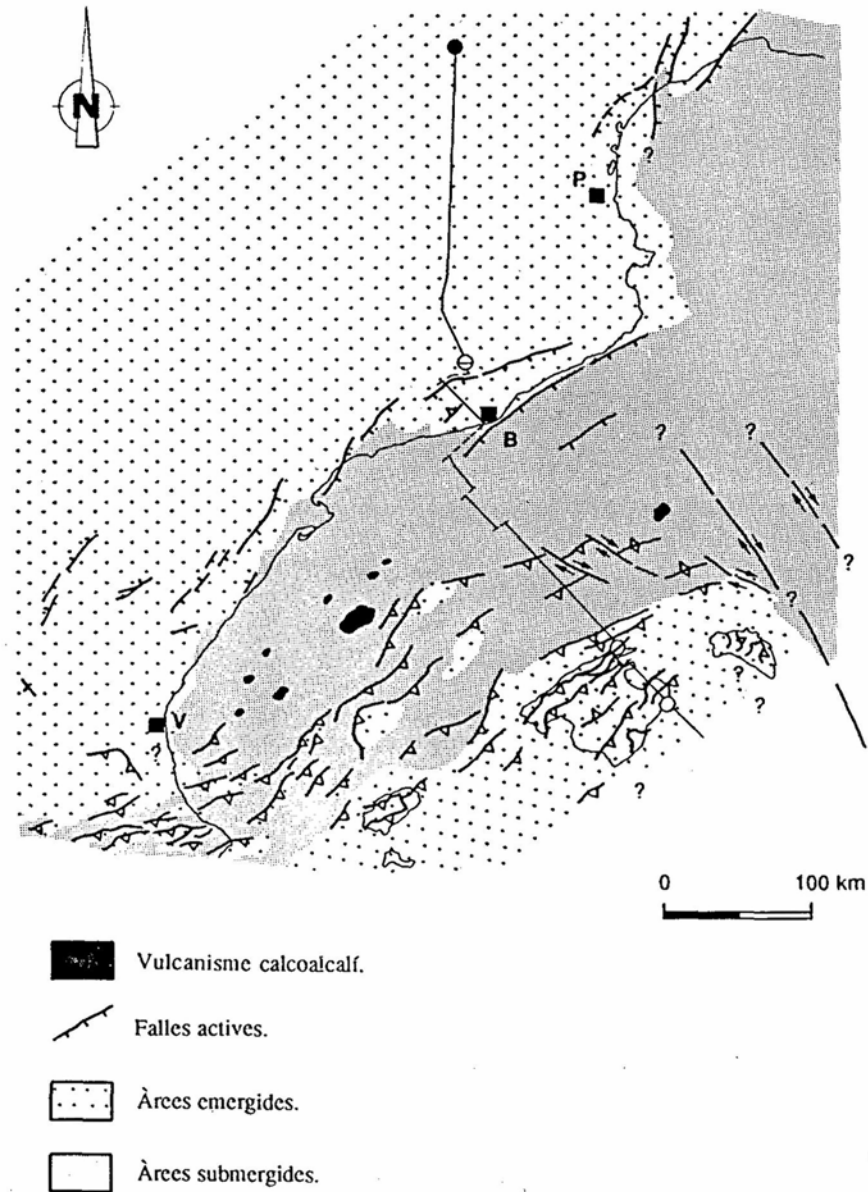 N
P
?
B
? ?
?
?
V
?
? ?
?
0 100 km
Vulcanisme calcoalcalí.
Falles actives.
Àrees emergides.
Àrees submergides.